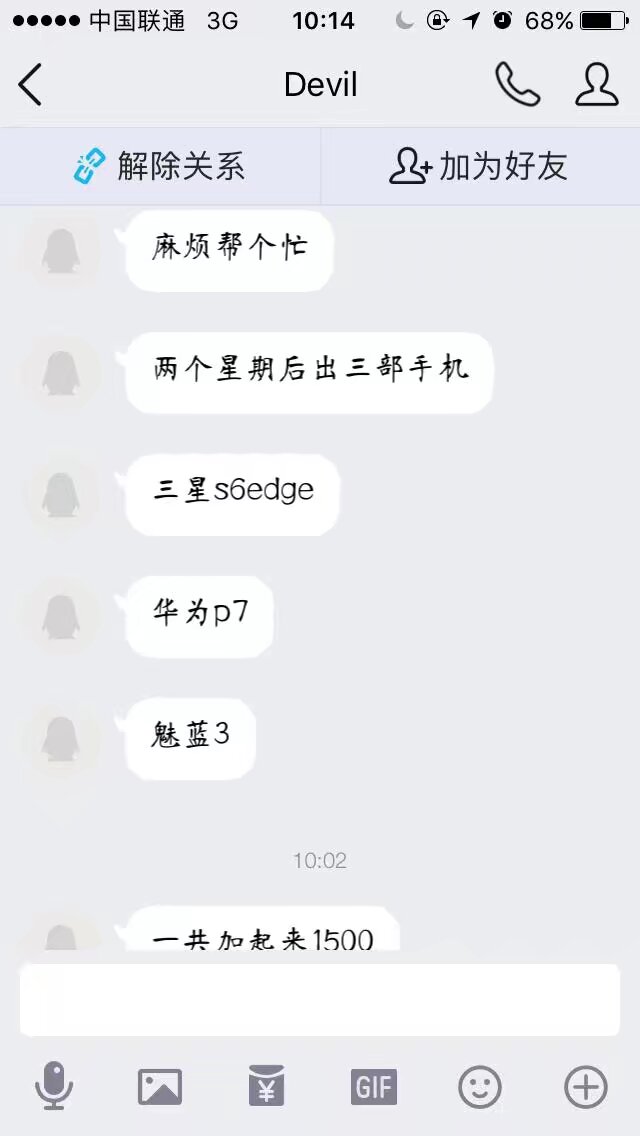 中国联通 3G 10:14 68%
Devil
解除关系 加为好友
麻烦帮个忙
两个星期后出三部手机
三星s6edge
华为p7
魅蓝3
10:02
一共加起来1500
GIF